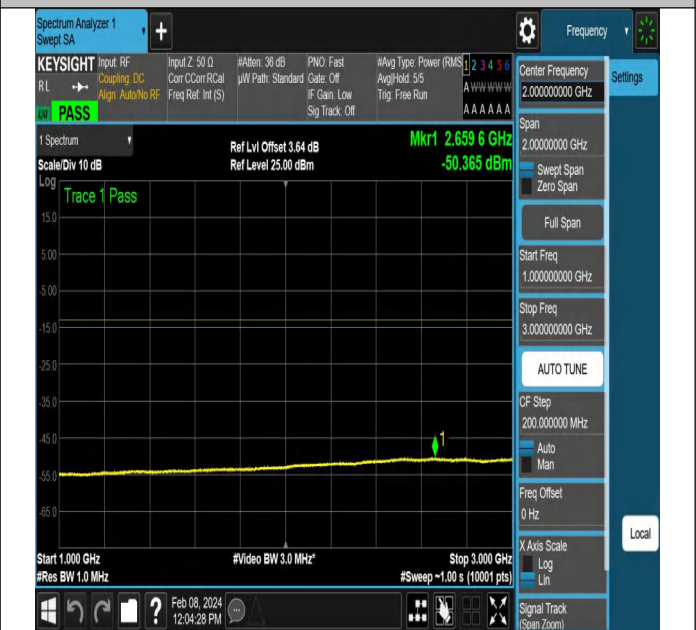 Spectrum Analyzer 1
Swept SA
+
Frequency
KEYSIGHT
RL
PASS
Input: RF
Coupling: DC
Align: Auto/No RF
Input Z: 50 Ω
Corr CCorr RCal
Freq Ref: Int (S)
#Atten: 36 dB
µW Path: Standard
PNO: Fast
Gate: Off
IF Gain: Low
Sig Track: Off
#Avg Type: Power (RMS
Avg|Hold: 5/5
Trig: Free Run
1 2 3 4 5 6
A W W W W W
A A A A A A
Center Frequency
2.000000000 GHz
Settings
Span
2.00000000 GHz
Swept Span
Zero Span
Full Span
Start Freq
1.000000000 GHz
Stop Freq
3.000000000 GHz
AUTO TUNE
CF Step
200.000000 MHz
Auto
Man
Freq Offset
0 Hz
X Axis Scale
Log
Lin
Signal Track
(Span Zoom)
Local
1 Spectrum
Scale/Div 10 dB
Ref Lvl Offset 3.64 dB
Ref Level 25.00 dBm
Mkr1 2.659 6 GHz
-50.365 dBm
Log
Trace 1 Pass
15.0
5.00
-5.00
-15.0
-25.0
-35.0
-45.0
-55.0
-65.0
1
Start 1.000 GHz
#Res BW 1.0 MHz
#Video BW 3.0 MHz*
Stop 3.000 GHz
#Sweep ~1.00 s (10001 pts)
?
Feb 08, 2024
12:04:28 PM